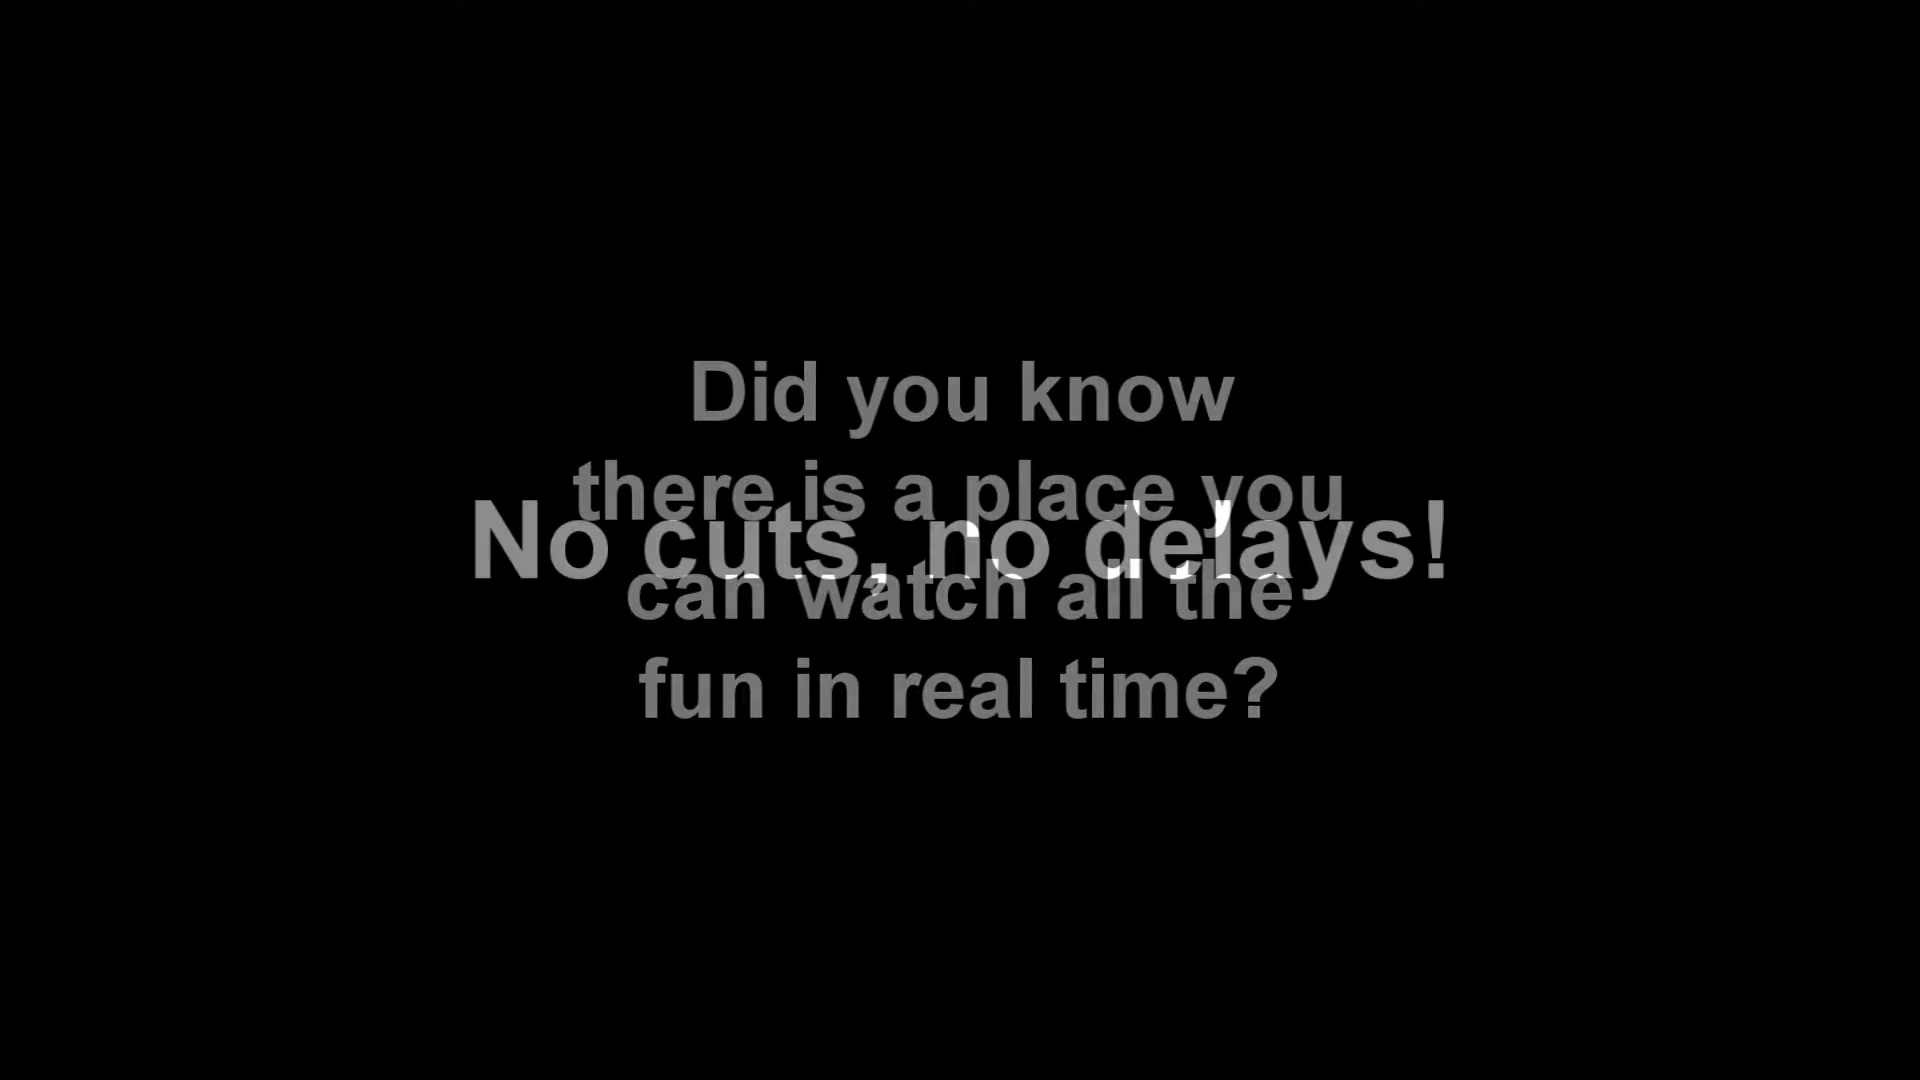 Did you know
there is a place you
No cuts, no delays!
can watch all the
fun in real time?